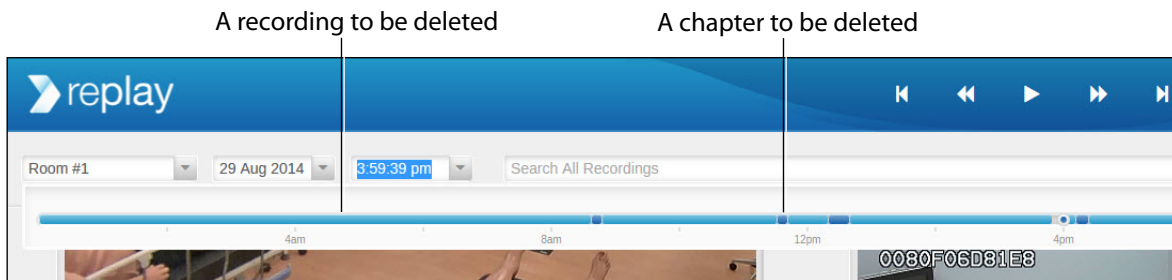 A recording to be deleted A chapter to be deleted
replay
Room #1 29 Aug 2014 3:59:39 pm Search All Recordings
4am 8am 12pm 4pm
0080F06D81E8